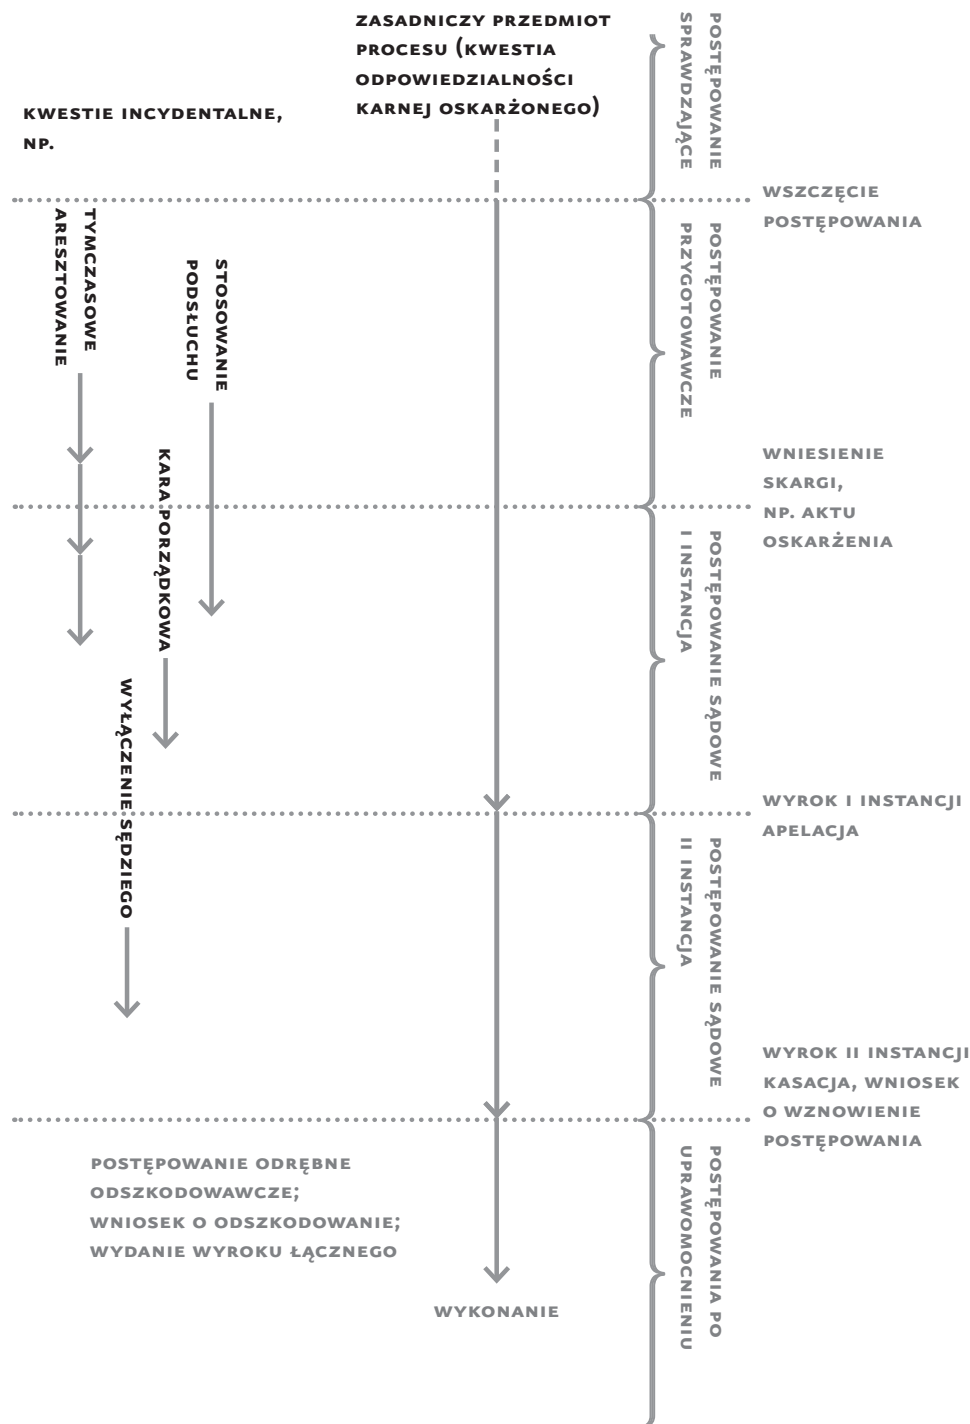 ZASADNICZY PRZEDMIOT
PROCESU (KWESTIA
ODPOWIEDZIALNOŚCI
KARNEJ OSKARŻONEGO)
KWESTIE INCYDENTALNE,
NP.
POSTĘPOWANIE
SPRAWDZAJĄCE
WSZCZĘCIE
POSTĘPOWANIA
TYMCZASOWE
ARESZTOWANIE
STOSOWANIE
PODSŁUCHU
POSTĘPOWANIE
PRZYGOTOWAWCZE
KARA PORZĄDKOWA
WNIESIENIE
SKARGI,
NP. AKTU
OSKARŻENIA
POSTĘPOWANIE SĄDOWE
I INSTANCJA
WYŁĄCZENIE SĘDZIEGO
WYROK I INSTANCJI
APELACJA
POSTĘPOWANIE SĄDOWE
II INSTANCJA
WYROK II INSTANCJI
KASACJA, WNIOSEK
O WZNOWIENIE
POSTĘPOWANIA
POSTĘPOWANIE ODRĘBNE
ODSZKODOWAWCZE;
WNIOSEK O ODSZKODOWANIE;
WYDANIE WYROKU ŁĄCZNEGO
POSTĘPOWANIA PO
UPRAWOMOCNIENIU
WYKONANIE